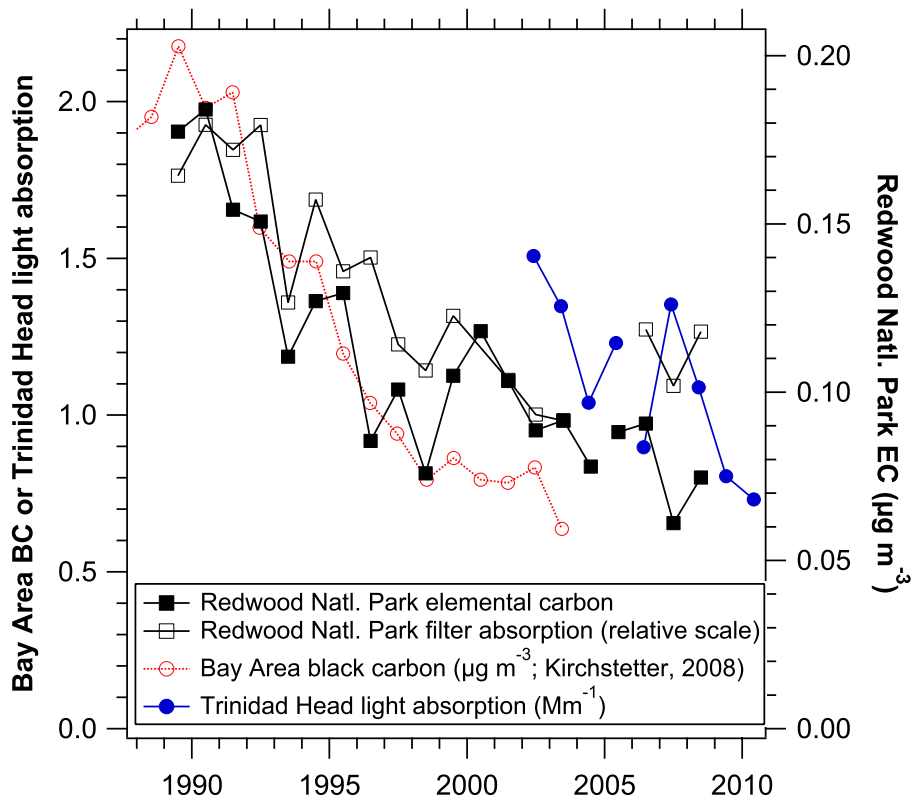 Bay Area BC or Trinidad Head light absorption
2.0
1.5
1.0
0.5
0.0
Redwood Natl. Park elemental carbon
Redwood Natl. Park filter absorption (relative scale)
Bay Area black carbon (µg m⁻³; Kirchstetter, 2008)
Trinidad Head light absorption (Mm⁻¹)
1990 1995 2000 2005 2010
0.20
0.15
0.10
0.05
0.00
Redwood Natl. Park EC (µg m⁻³)